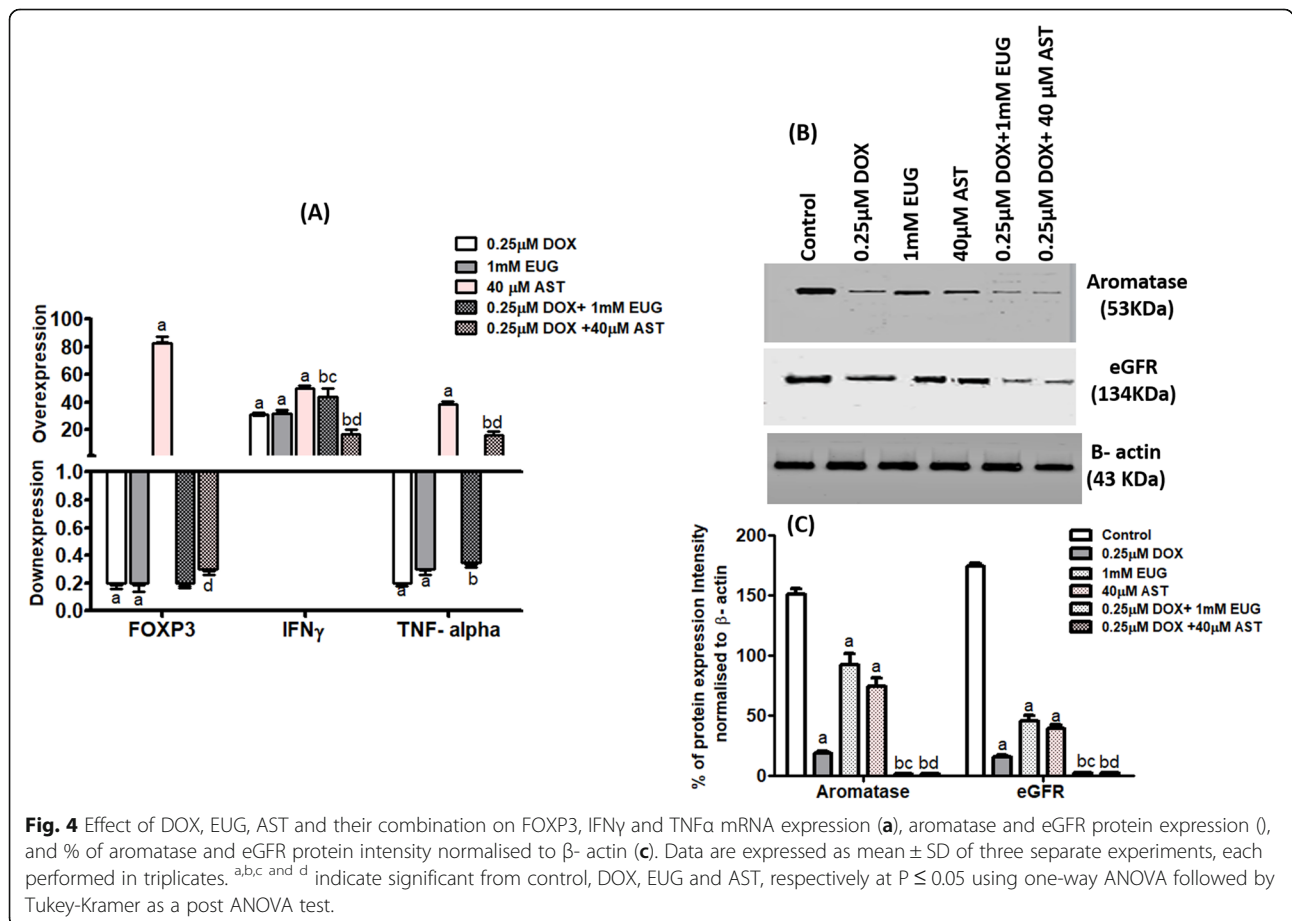 (A)
0.25μM DOX
1mM EUG
40 μM AST
0.25μM DOX+ 1mM EUG
0.25μM DOX +40μM AST
Overexpression
100
80
60
40
20
a
a
a
a
bc
bd
a
bd
Downexpression
1.0
0.8
0.6
0.4
0.2
0.0
a
a
d
a
a
b
FOXP3
IFNγ
TNF- alpha
(B)
Control
0.25μM DOX
1mM EUG
40μM AST
0.25μM DOX+1mM EUG
0.25μM DOX+ 40 μM AST
Aromatase
(53KDa)
eGFR
(134KDa)
B- actin
(43 KDa)
(C)
Control
0.25μM DOX
1mM EUG
40μM AST
0.25μM DOX+ 1mM EUG
0.25μM DOX +40μM AST
% of protein expression Intensity
normalised to β- actin
200
150
100
50
0
a
a
a
bc
bd
a
a
a
bc
bd
Aromatase
eGFR
Fig. 4 Effect of DOX, EUG, AST and their combination on FOXP3, IFNγ and TNFα mRNA expression (a), aromatase and eGFR protein expression (),
and % of aromatase and eGFR protein intensity normalised to β- actin (c). Data are expressed as mean ± SD of three separate experiments, each
performed in triplicates. a,b,c and d indicate significant from control, DOX, EUG and AST, respectively at P ≤ 0.05 using one-way ANOVA followed by
Tukey-Kramer as a post ANOVA test.